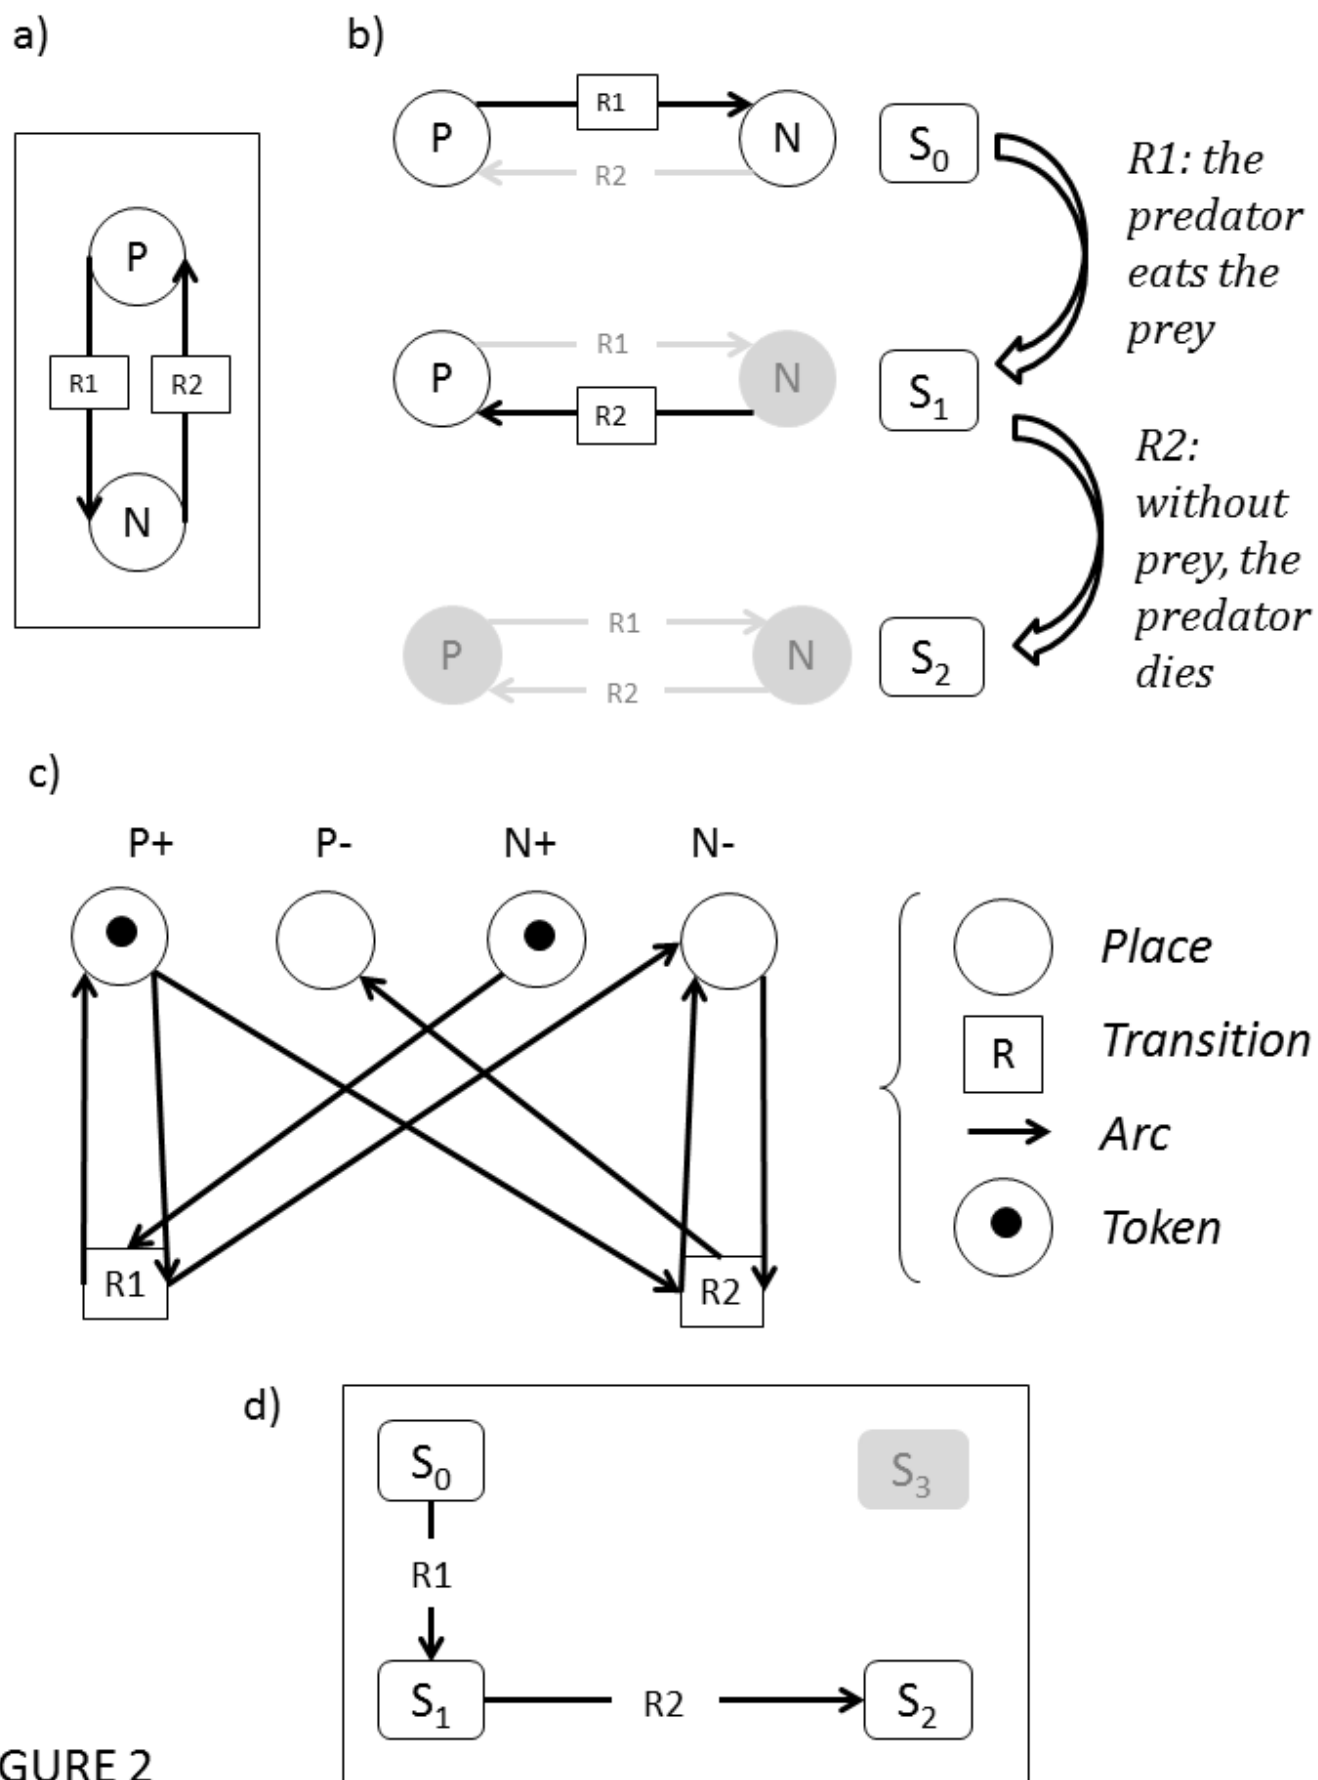 a)
P
R1
R2
N
b)
P
R1
N
R2
S0
R1: the
predator
eats the
prey
P
R1
N
R2
S1
R2:
without
prey, the
predator
dies
P
R1
N
R2
S2
c)
P+
P-
N+
N-
R1
R2
Place
R
Transition
Arc
Token
d)
S0
S3
R1
S1
R2
S2
GURE 2